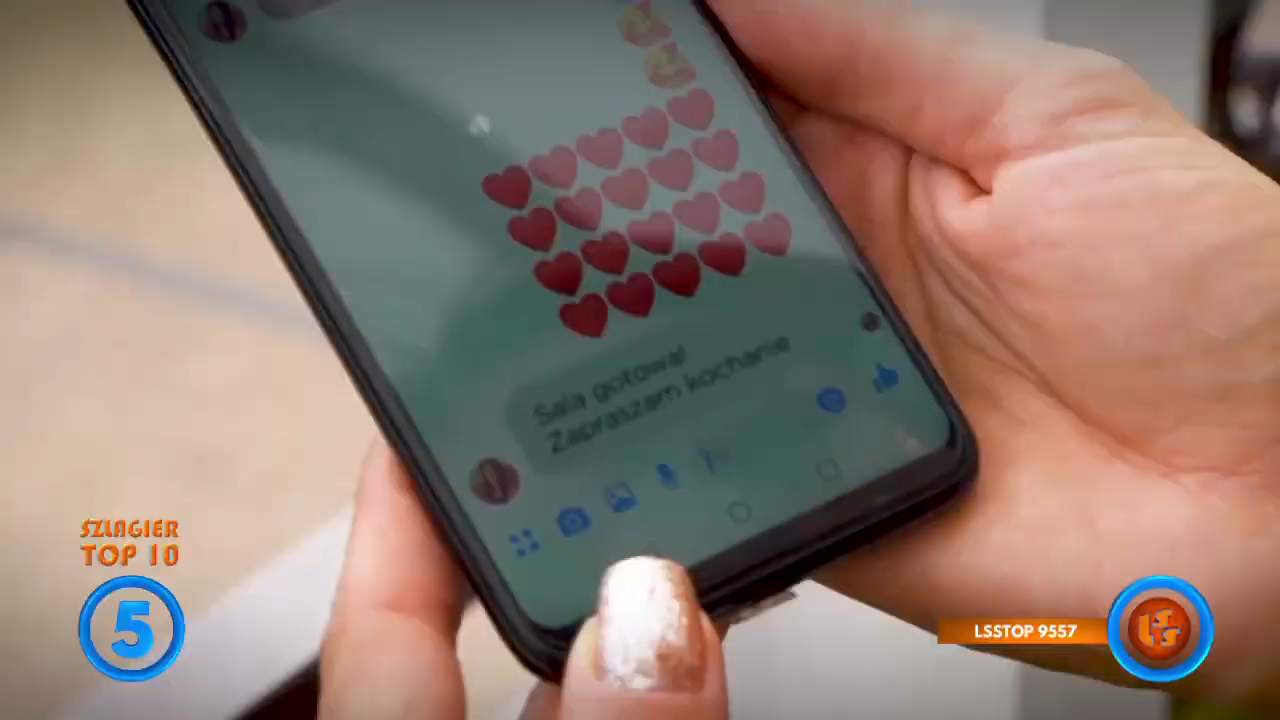 Sala gotowa!
Zapraszam kochanie
SZLAGIER
TOP 10
5
LSSTOP 9557